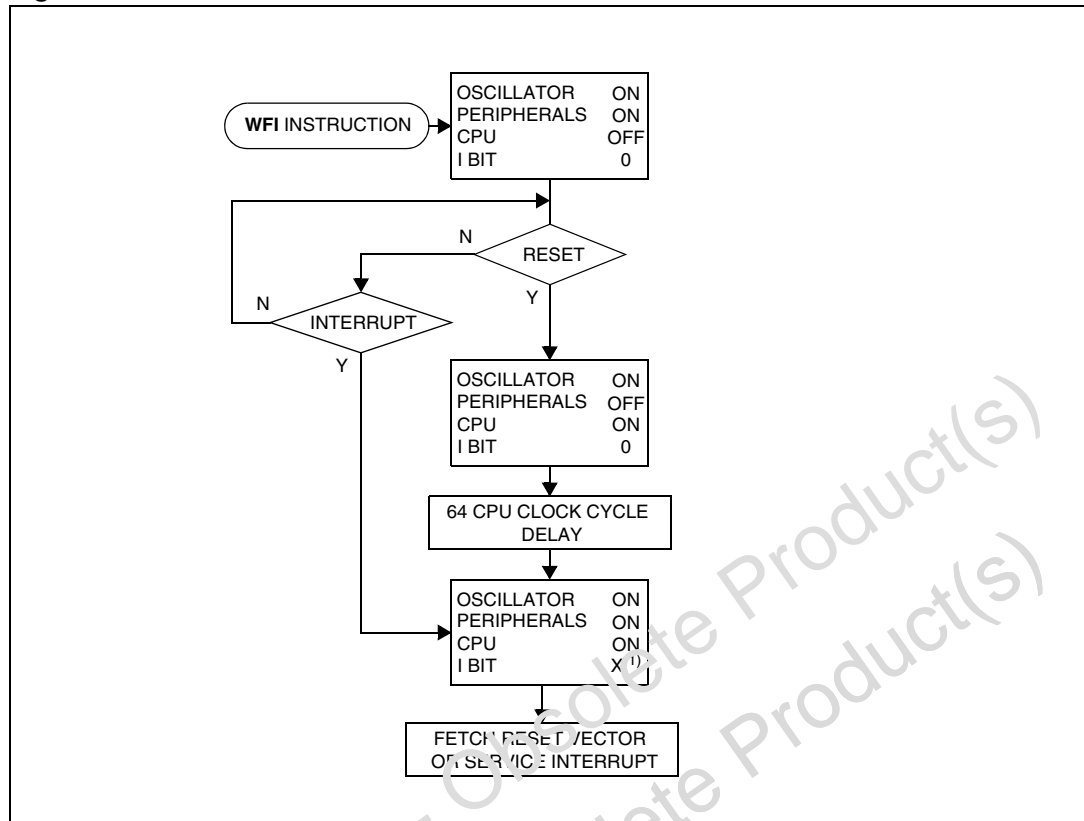 WFI INSTRUCTION
OSCILLATOR ON
PERIPHERALS ON
CPU OFF
I BIT 0
N
RESET
Y
N
INTERRUPT
Y
OSCILLATOR ON
PERIPHERALS OFF
CPU ON
I BIT 0
64 CPU CLOCK CYCLE
DELAY
OSCILLATOR ON
PERIPHERALS ON
CPU ON
I BIT X 1)
FETCH RESET VECTOR
OR SERVICE INTERRUPT
Obsolete Product(s)
Obsolete Product(s)